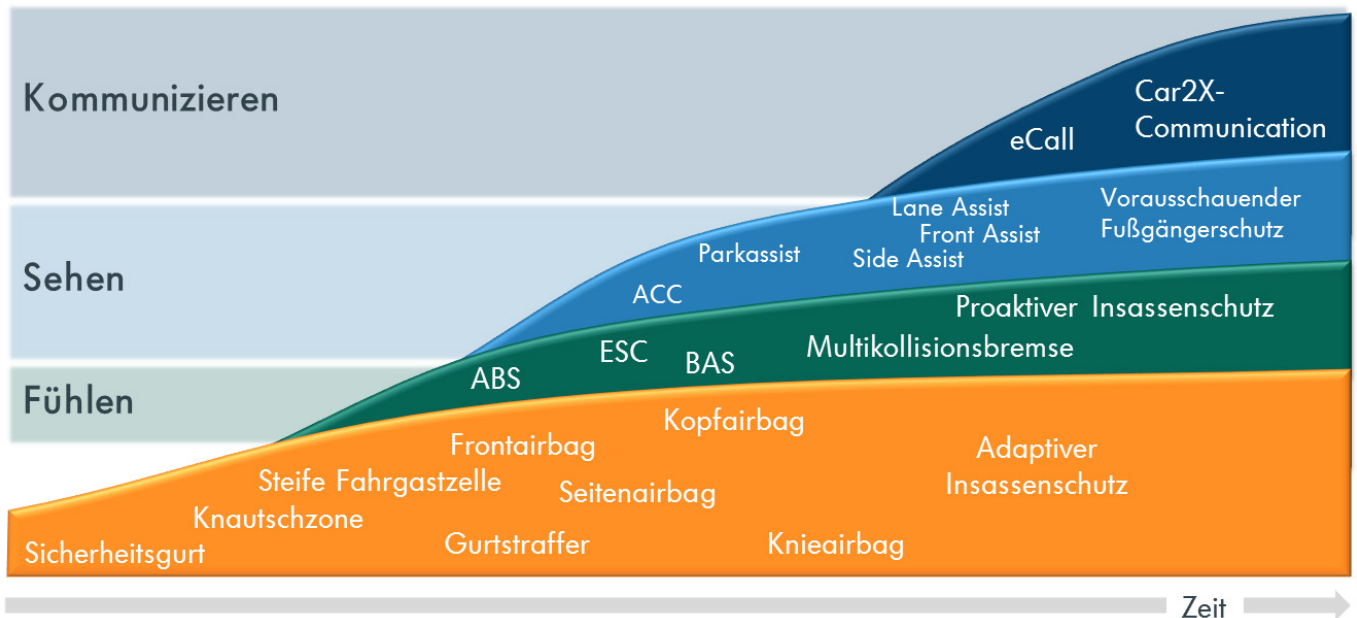 Kommunizieren
Car2X-
Communication
eCall
Sehen
Lane Assist
Front Assist
Side Assist
Vorausschauender
Fußgängerschutz
Parkassist
ACC
Fühlen
Proaktiver Insassenschutz
Multikollisionsbremse
ESC
BAS
ABS
Kopfairbag
Frontairbag
Adaptiver
Insassenschutz
Steife Fahrgastzelle
Seitenairbag
Knautschzone
Sicherheitsgurt
Gurtstraffer
Knieairbag
Zeit